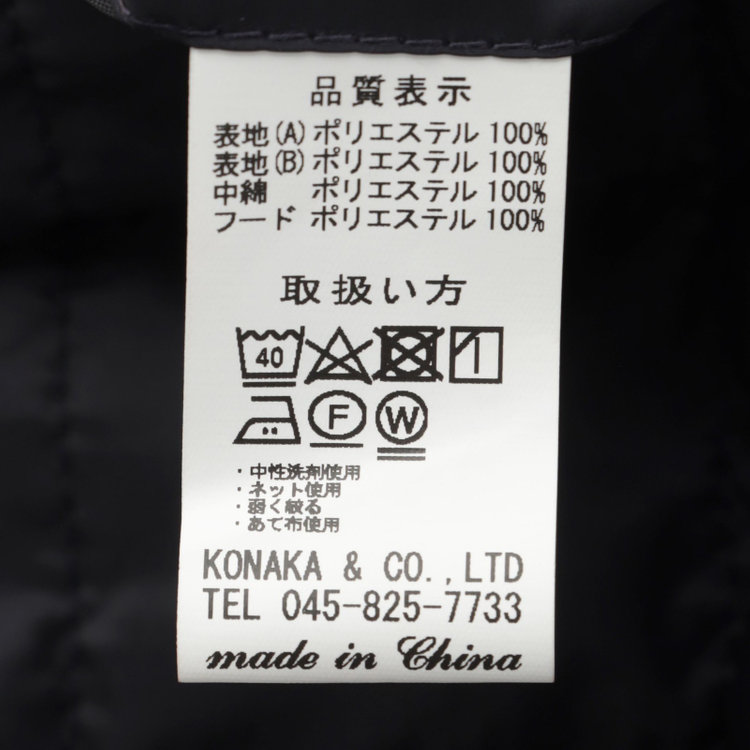 品質表示
表地(A) ポリエステル 100%
表地(B) ポリエステル 100%
中綿 ポリエステル 100%
フード ポリエステル 100%
取扱い方
40
F W
・中性洗剤使用
・ネット使用
・弱く絞る
・あて布使用
KONAKA & CO.,LTD
TEL 045-825-7733
made in China